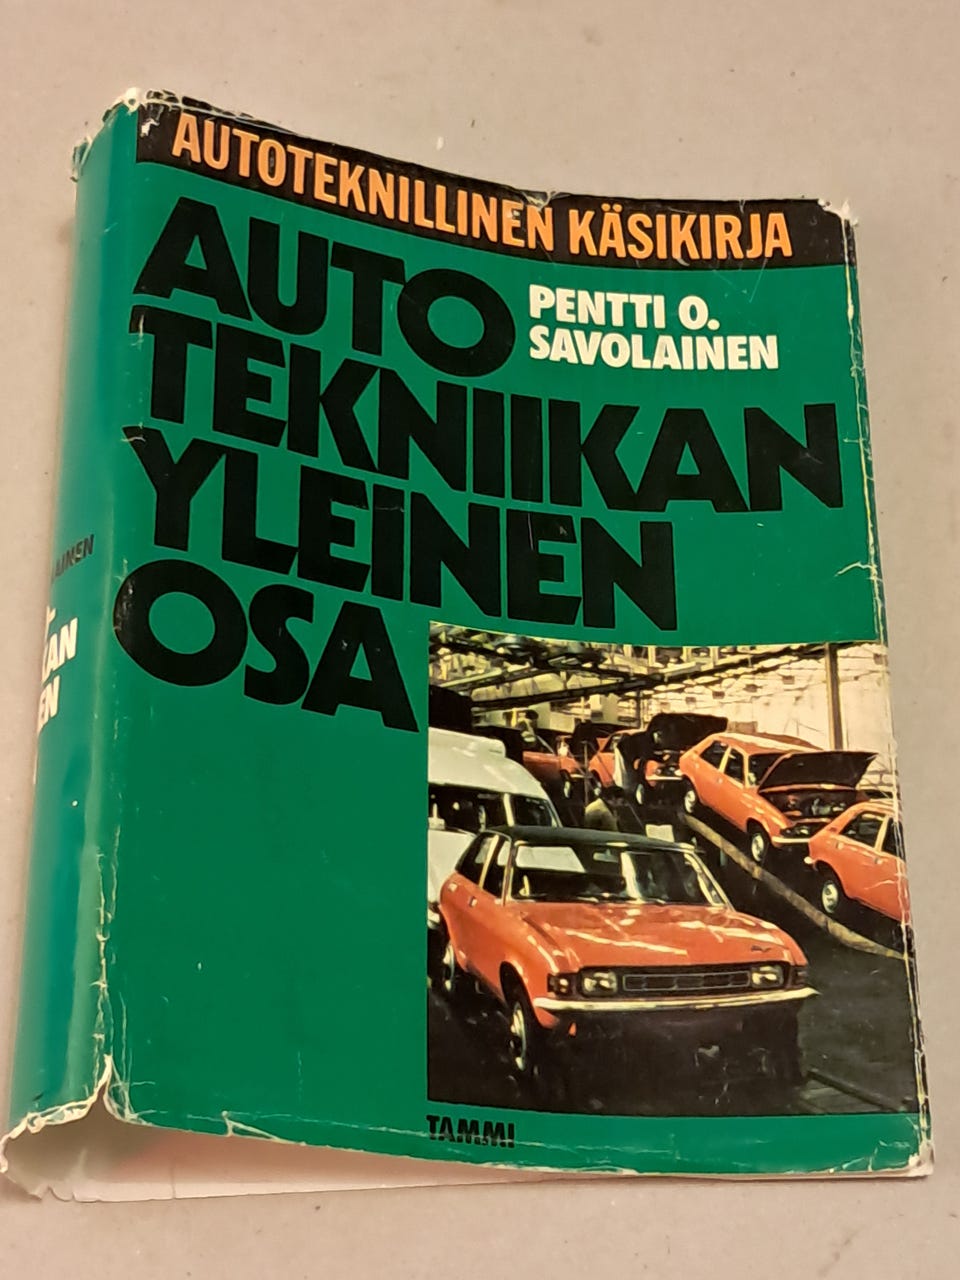 AUTOTEKNILLINEN KÄSIKIRJA
AUTO
TEKNIIKAN
YLEINEN
OSA
PENTTI O.
SAVOLAINEN
TAMMI